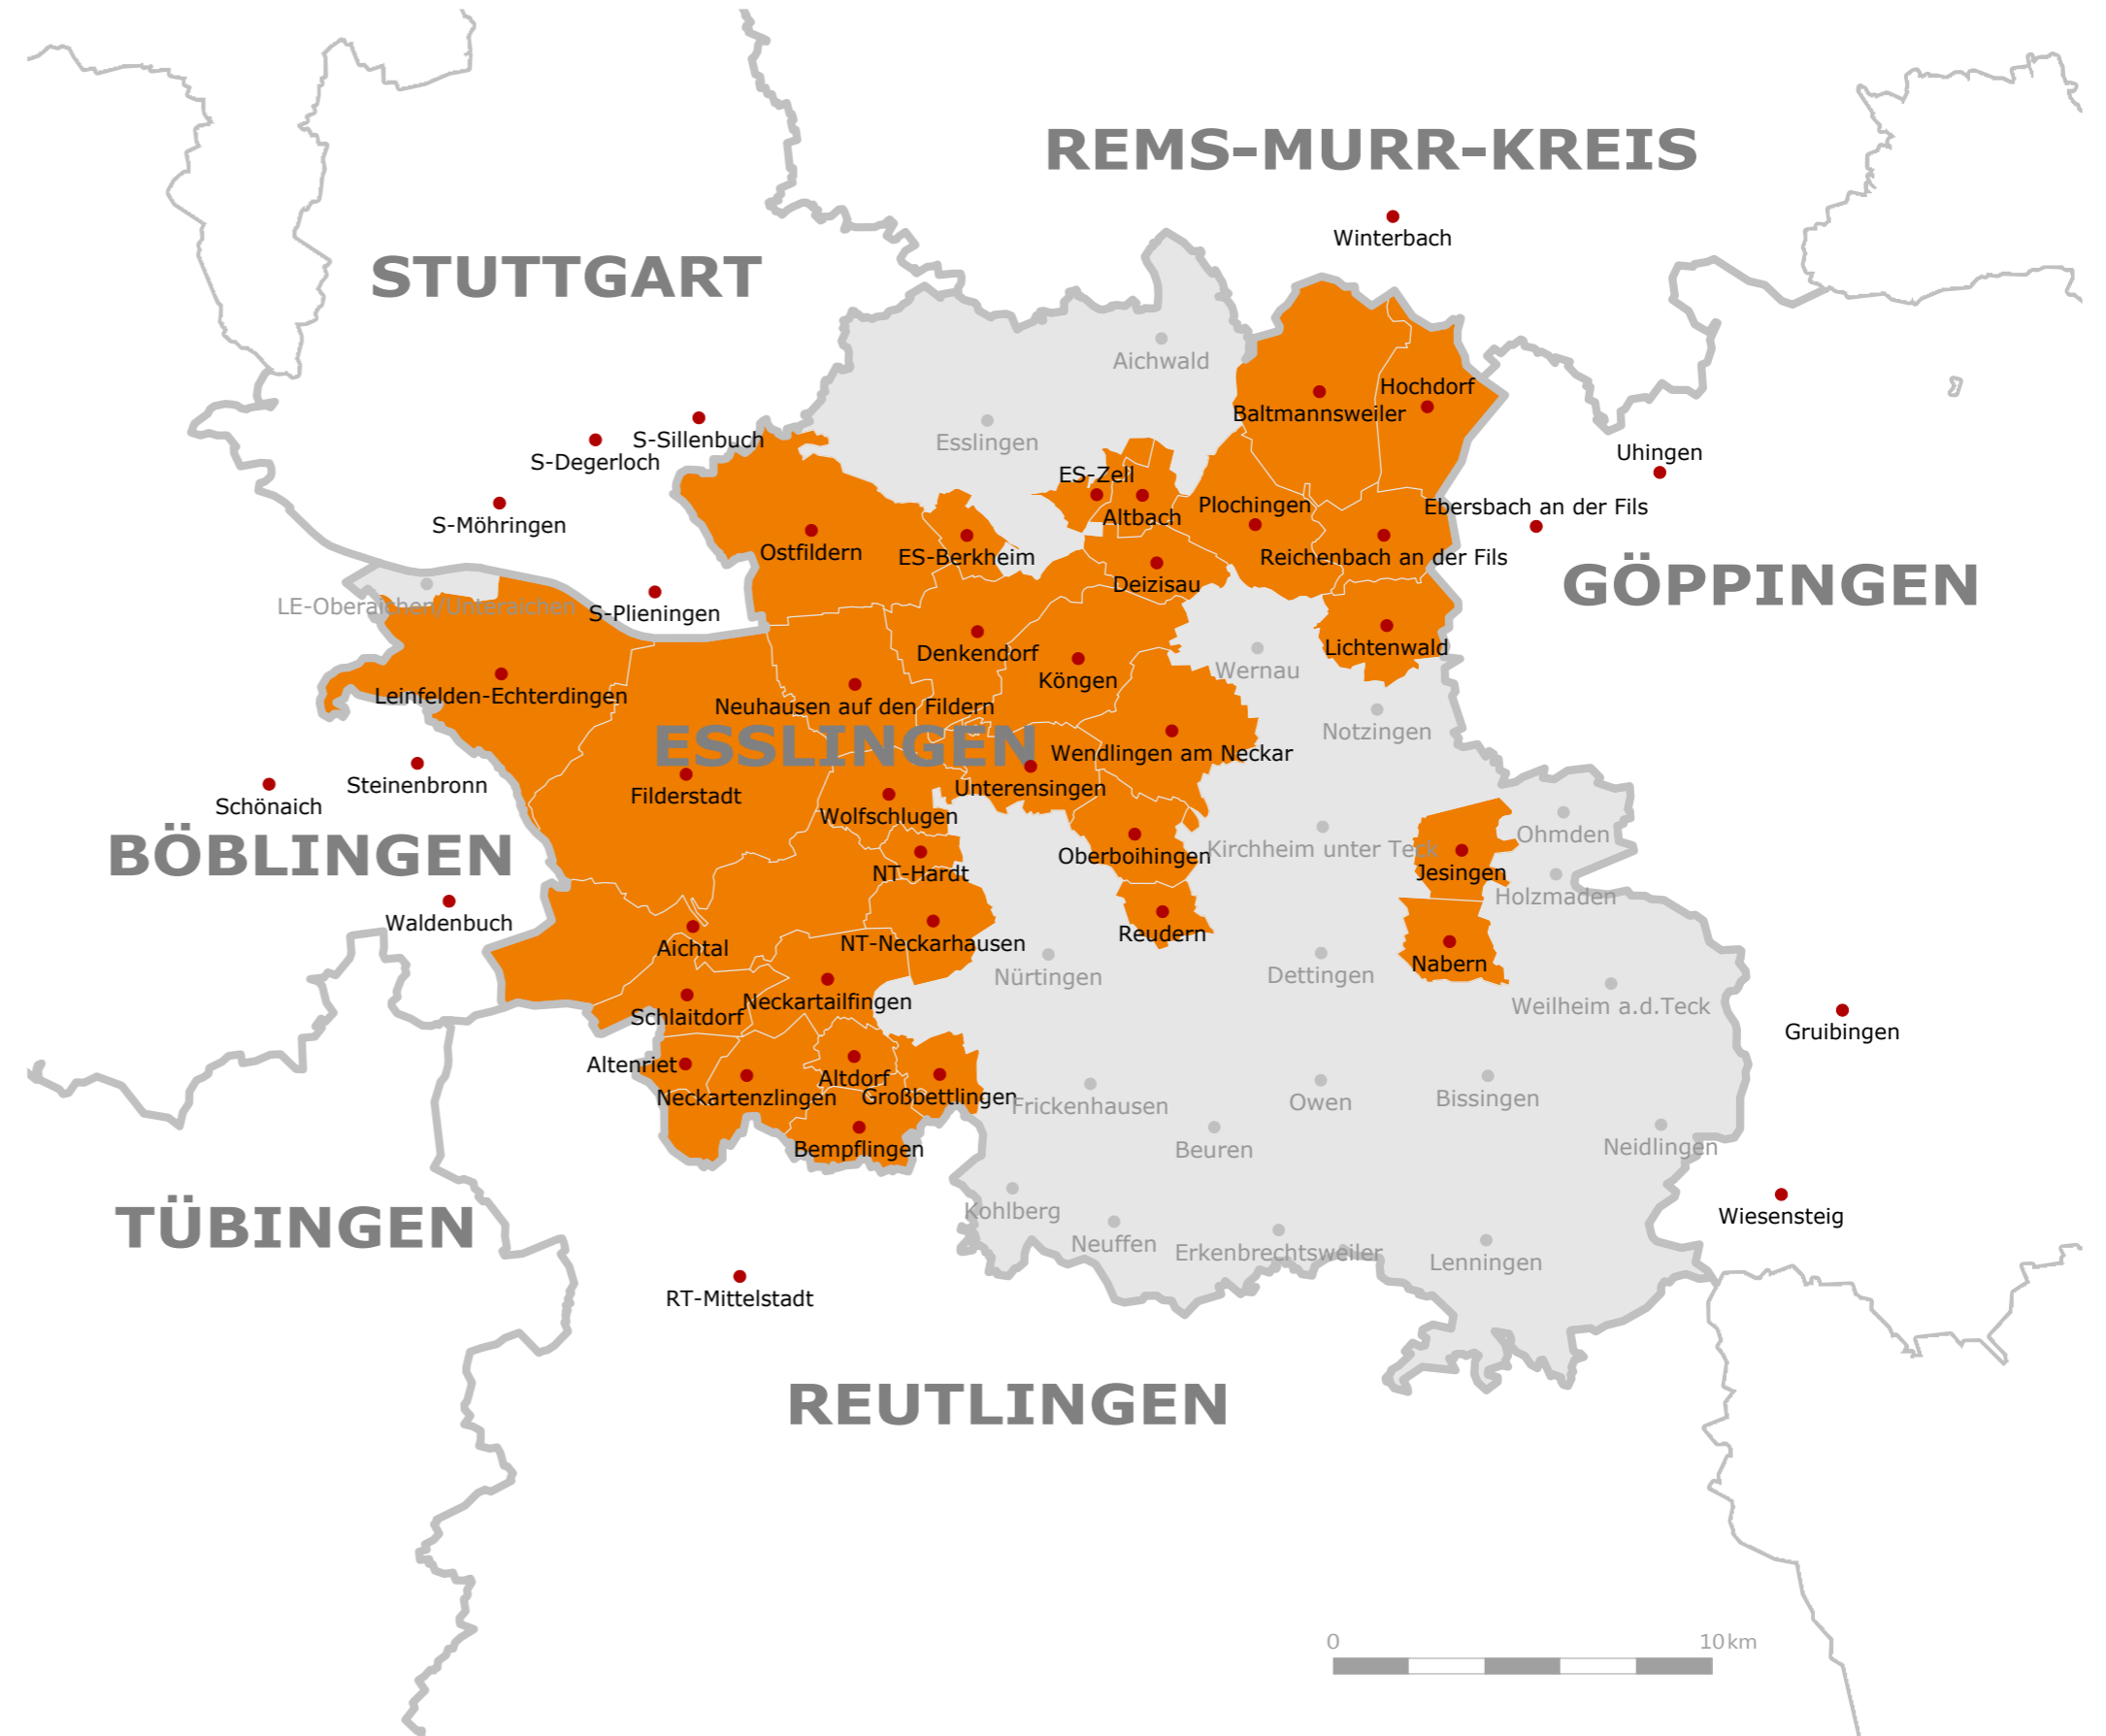 REMS-MURR-KREIS
Winterbach
STUTTGART
Aichwald
Hochdorf
Baltmannsweiler
S-Sillenbuch
Esslingen
S-Degerloch
Uhingen
ES-Zell
Plochingen
Ebersbach an der Fils
Altbach
S-Möhringen
Ostfildern
ES-Berkheim
Reichenbach an der Fils
Deizisau
GÖPPINGEN
LE-Oberaichen/Unteraichen
S-Plieningen
Denkendorf
Lichtenwald
Wernau
Köngen
Leinfelden-Echterdingen
Neuhausen auf den Fildern
Notzingen
ESSLINGEN
Wendlingen am Neckar
Steinenbronn
Unterensingen
Filderstadt
Schönaich
Wolfschlugen
Ohmden
BÖBLINGEN
Kirchheim unter Teck
Oberboihingen
NT-Hardt
Jesingen
Holzmaden
Waldenbuch
Reudern
NT-Neckarhausen
Aichtal
Nabern
Dettingen
Nürtingen
Neckartailfingen
Weilheim a.d.Teck
Schlaitdorf
Gruibingen
Altenriet
Altdorf
Neckartenzlingen
Großbettlingen
Frickenhausen
Owen
Bissingen
Bempflingen
Beuren
Neidlingen
Kohlberg
Wiesensteig
TÜBINGEN
Neuffen
Erkenbrechtsweiler
Lenningen
RT-Mittelstadt
REUTLINGEN
0 10km